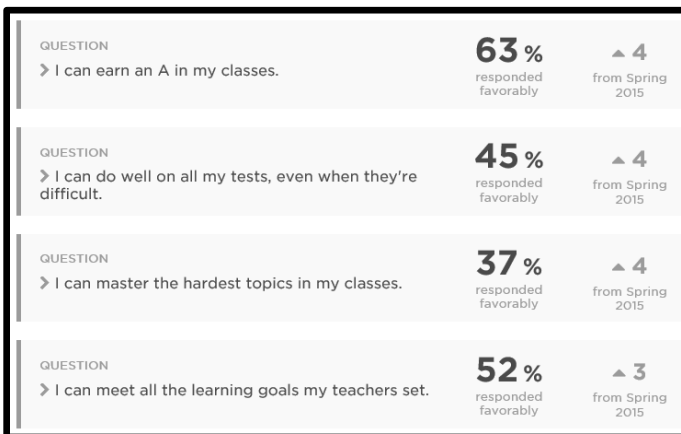 QUESTION
I can earn an A in my classes.
63 %
responded
favorably
▲ 4
from Spring
2015
QUESTION
I can do well on all my tests, even when they're
difficult.
45 %
responded
favorably
▲ 4
from Spring
2015
QUESTION
I can master the hardest topics in my classes.
37 %
responded
favorably
▲ 4
from Spring
2015
QUESTION
I can meet all the learning goals my teachers set.
52 %
responded
favorably
▲ 3
from Spring
2015